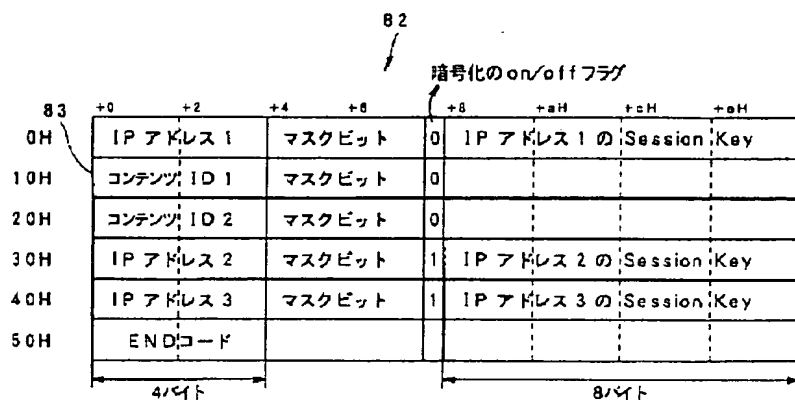 82
暗号化のon/offフラグ
83
+0 +2 +4 +6 +8 +aH +cH +eH
0H IP アドレス1 マスクビット 0 IP アドレス1の Session Key
10H コンテンツ ID1 マスクビット 0
20H コンテンツ ID2 マスクビット 0
30H IP アドレス2 マスクビット 1 IP アドレス2の Session Key
40H IP アドレス3 マスクビット 1 IP アドレス3の Session Key
50H ENDコード
4バイト 8バイト